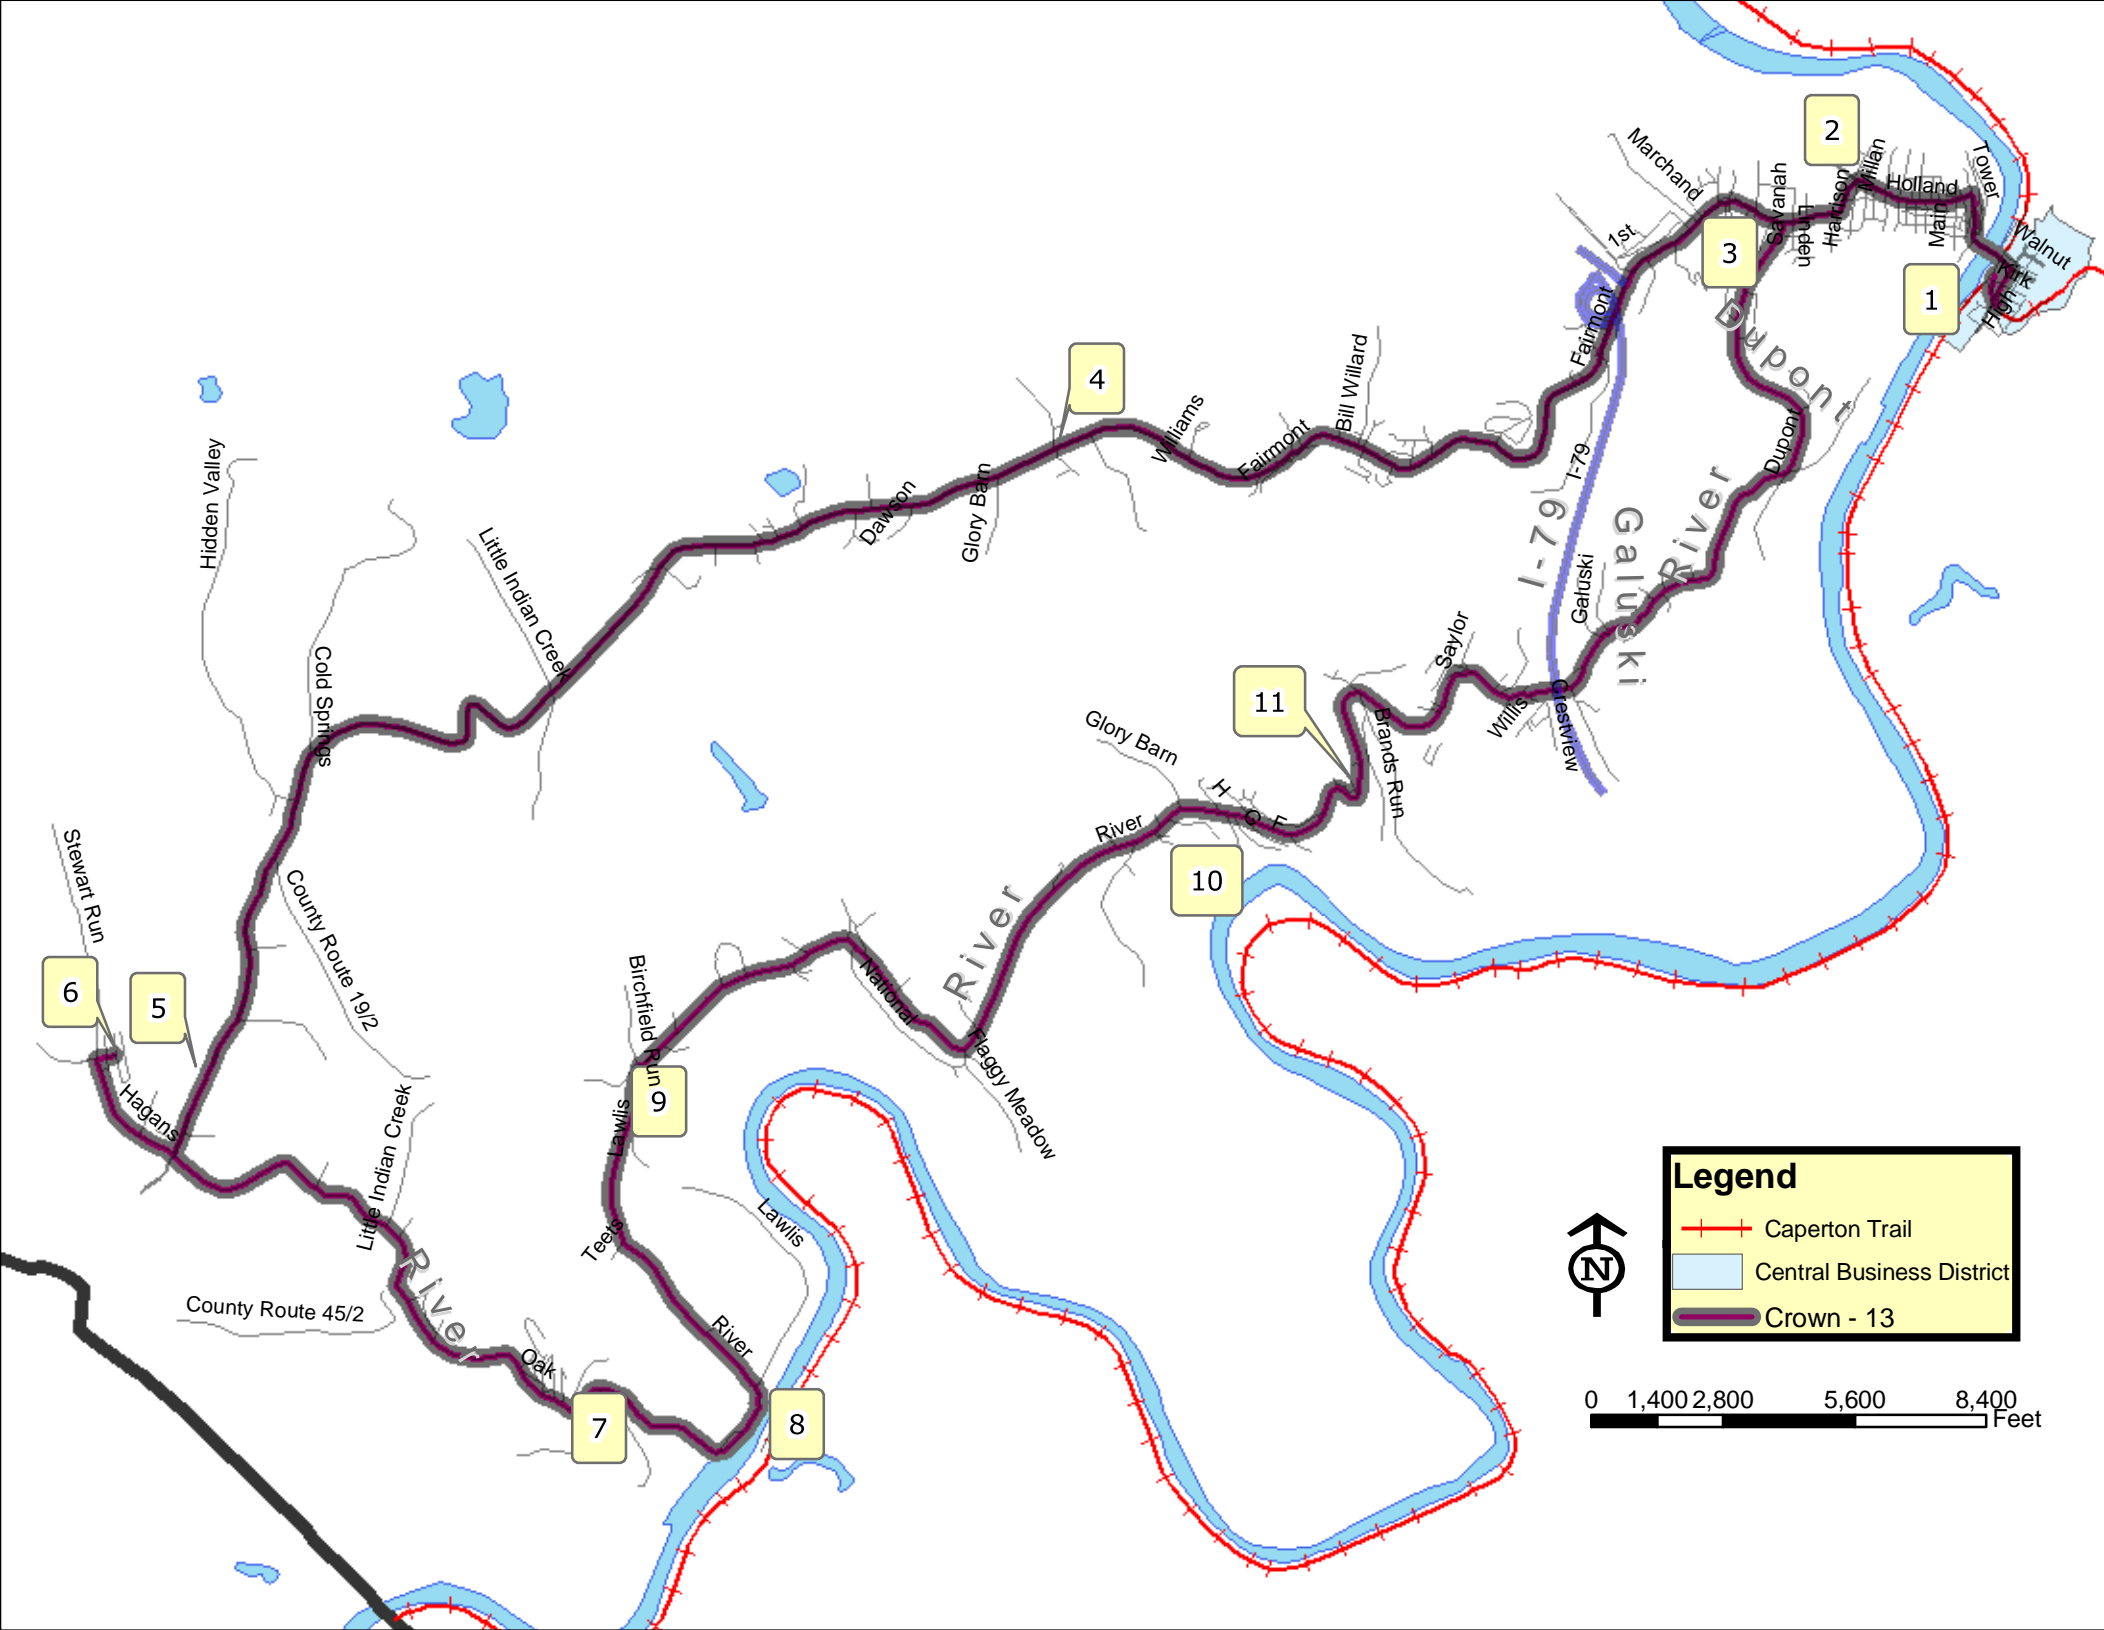 2
Marchand
Savanah
Harrison
Millan
Holland
Main
Tower
Walnut
Kirk
High
1
3
1st
Fairmont
Dupont
Dupont
I-79
I-79
Galuski
Galuski
River
Crestview
Willis
Saylor
Brands Run
11
4
Bill Willard
Fairmont
Williams
Glory Barn
Dawson
Hidden Valley
Little Indian Creek
Cold Springs
Glory Barn
H
Q
F
River
10
River
Stewart Run
County Route 19/2
6
5
Hagans
Birchfield Run
National
Flaggy Meadow
9
Lawlis
Little Indian Creek
Teets
Lawlis
River
County Route 45/2
River
Oak
7
8
Legend
Caperton Trail
Central Business District
Crown - 13
N
0 1,400 2,800 5,600 8,400
Feet